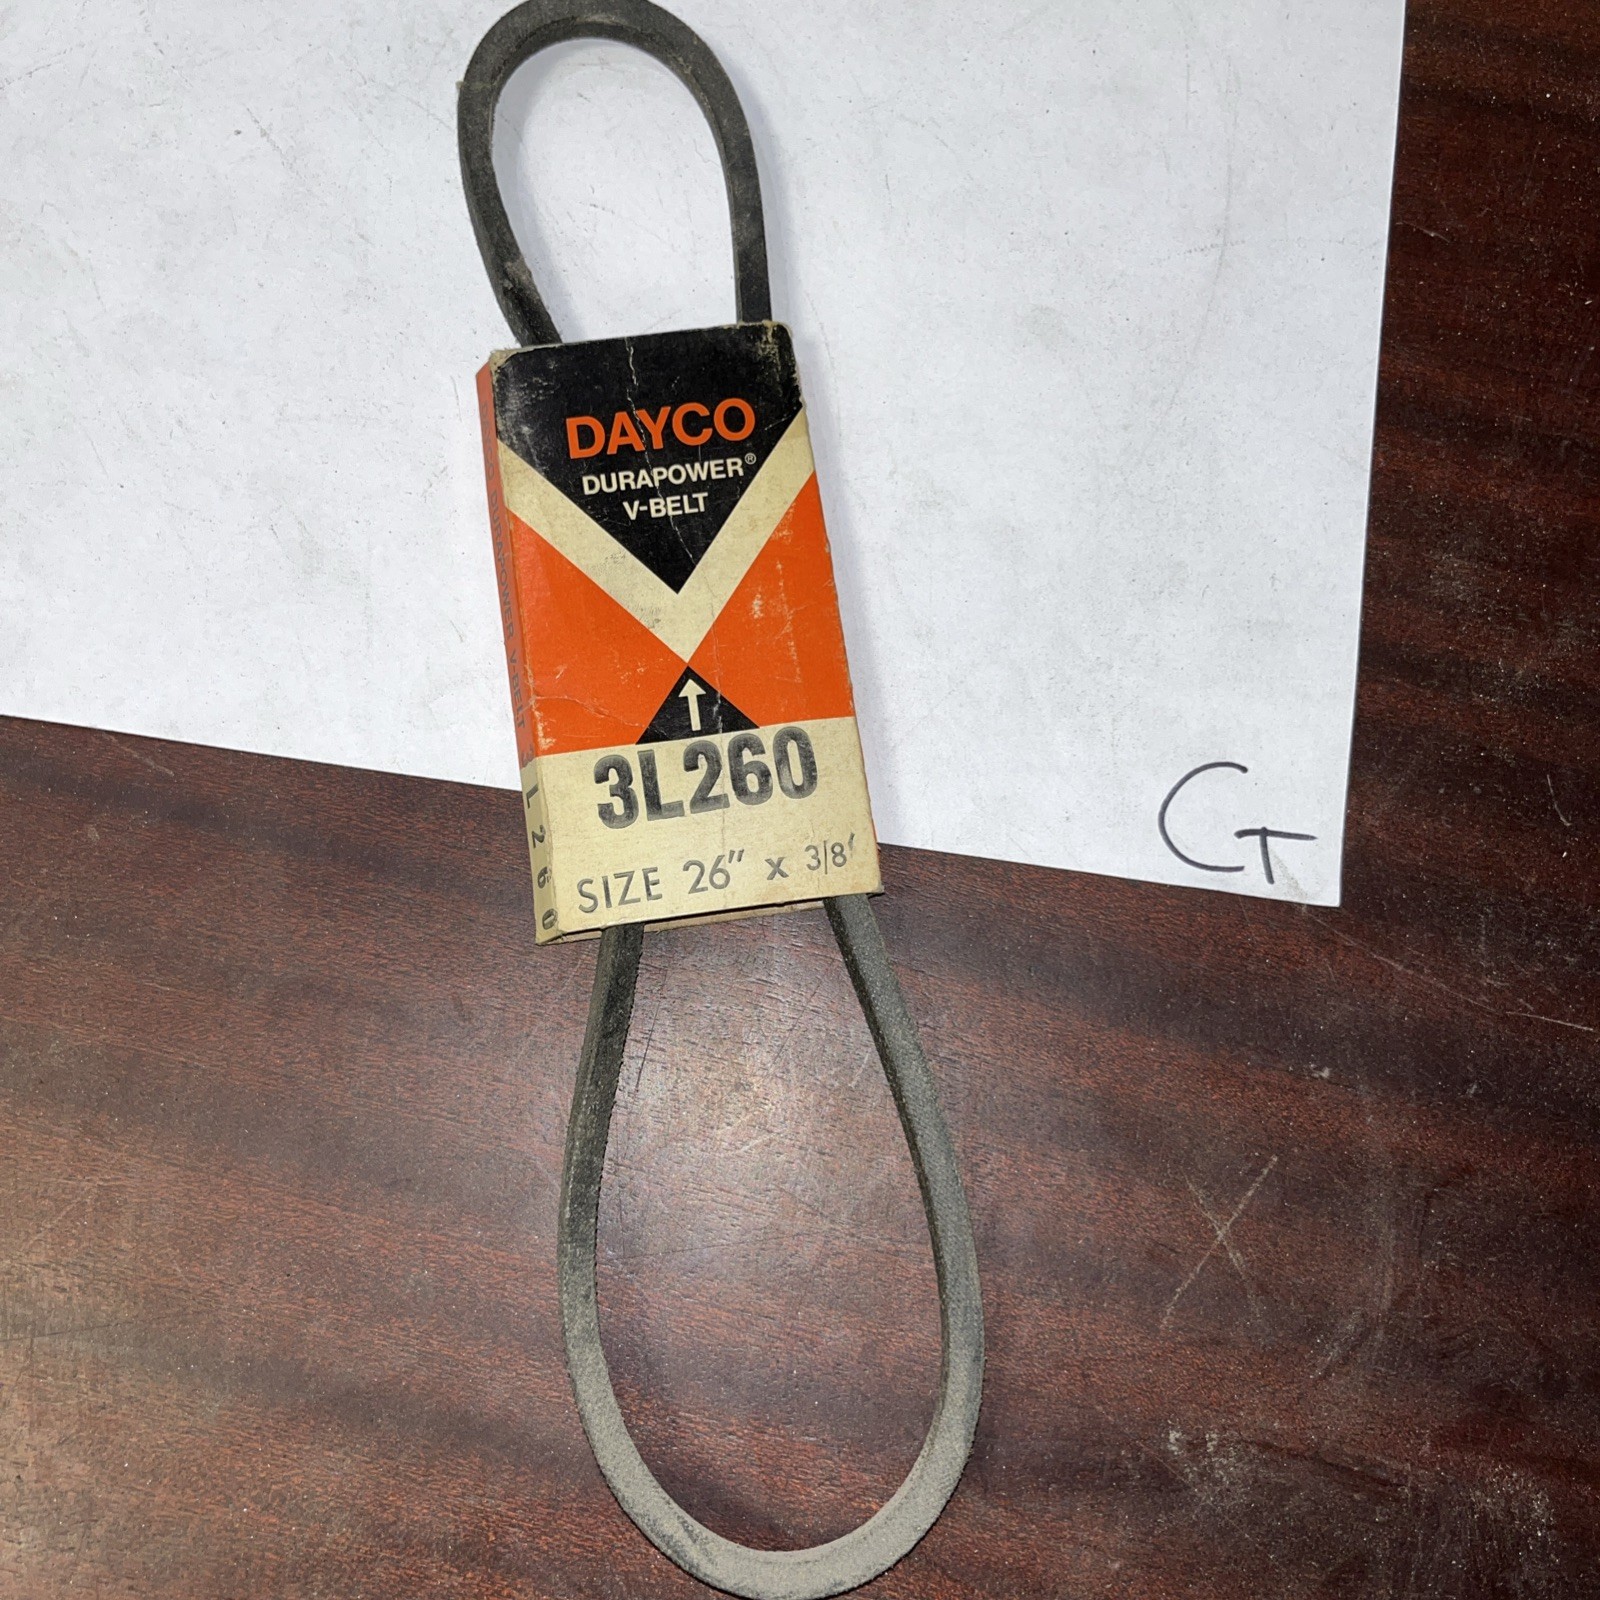 DAYCO
DURAPOWER®
V-BELT
3L260
SIZE 26" x 3/8'
DURAPOWER V-BELT 3L260
CT